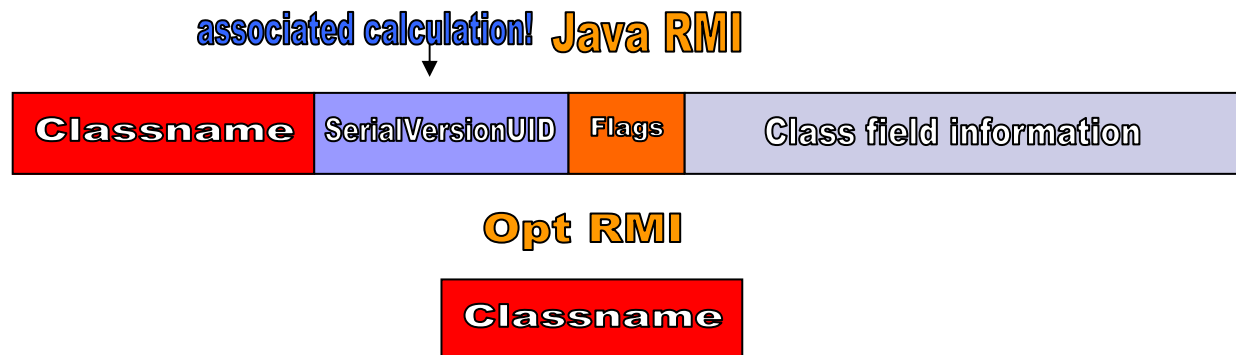 associated calculation! Java RMI
Classname SerialVersionUID Flags Class field information
Opt RMI
Classname